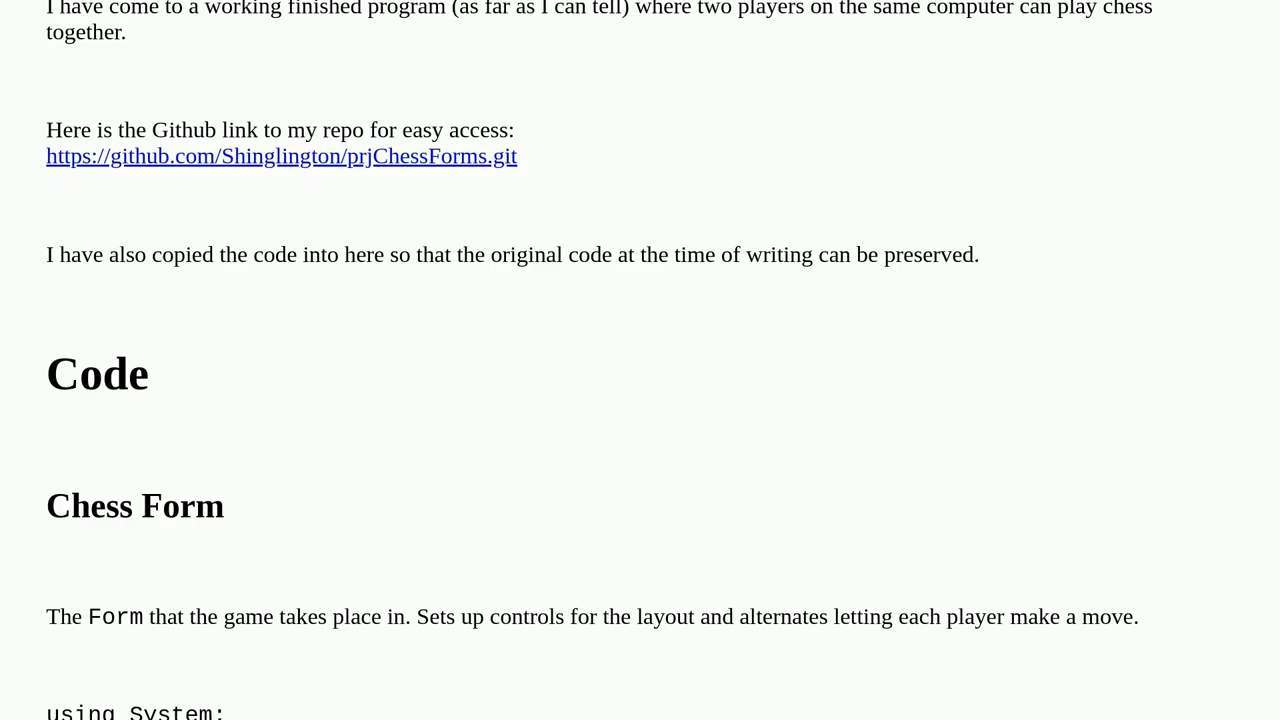 I have come to a working finished program (as far as I can tell) where two players on the same computer can play chess
together.
Here is the Github link to my repo for easy access:
https://github.com/Shinglington/prjChessForms.git
I have also copied the code into here so that the original code at the time of writing can be preserved.
Code
Chess Form
The Form that the game takes place in. Sets up controls for the layout and alternates letting each player make a move.
using System;